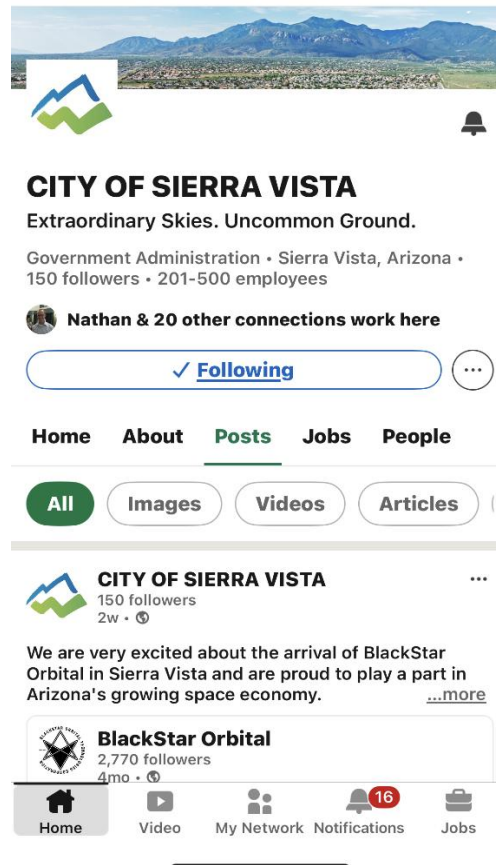 CITY OF SIERRA VISTA
Extraordinary Skies. Uncommon Ground.
Government Administration • Sierra Vista, Arizona •
150 followers • 201-500 employees
Nathan & 20 other connections work here
✓ Following
Home About Posts Jobs People
All Images Videos Articles
CITY OF SIERRA VISTA
150 followers
2w •
We are very excited about the arrival of BlackStar
Orbital in Sierra Vista and are proud to play a part in
Arizona's growing space economy. ...more
BlackStar Orbital
2,770 followers
4mo •
16
Home Video My Network Notifications Jobs